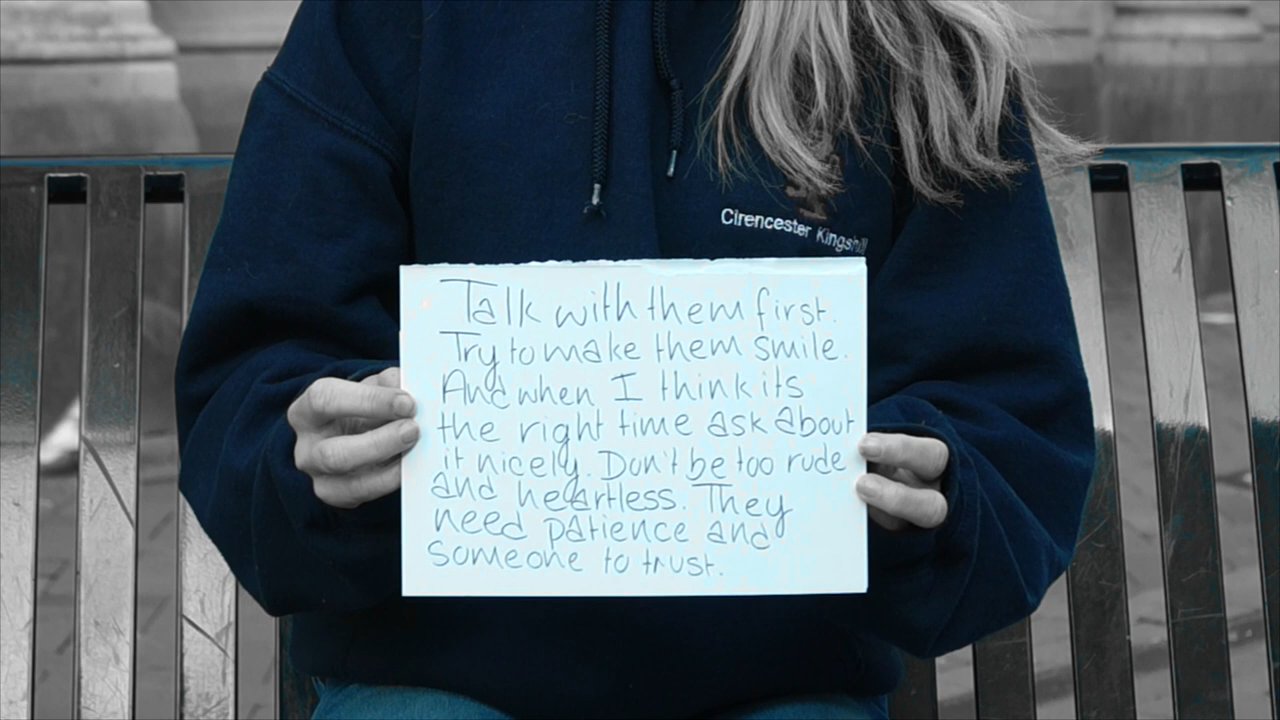 Cirencester Kingshill
Talk with them first.
Try to make them smile.
And when I think its
the right time ask about
it nicely. Don't be too rude
and heartless. They
need patience and
someone to trust.